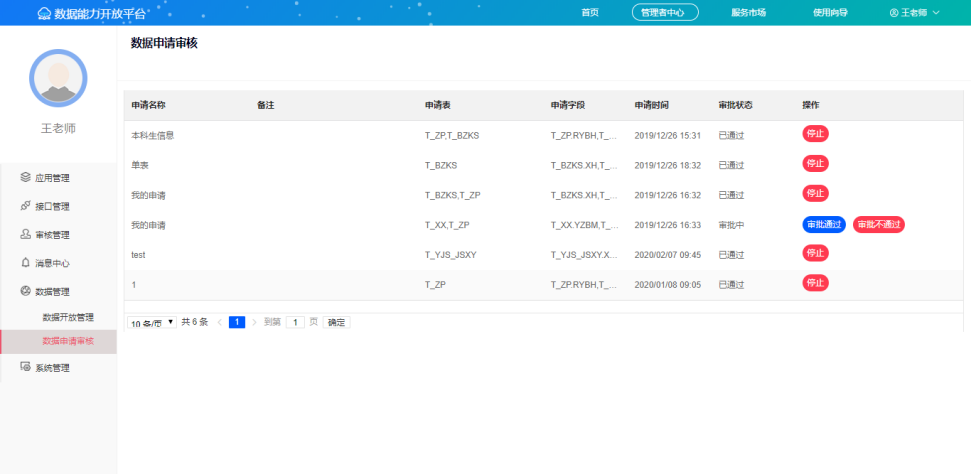 数据能力开放平台 首页 管理者中心 服务市场 使用向导 王老师
数据申请审核
王老师
应用管理
接口管理
审核管理
消息中心
数据管理
数据开放管理
数据申请审核
系统管理
申请名称 备注 申请表 申请字段 申请时间 审批状态 操作
本科生信息 T_ZP,T_BZKS T_ZP.RYBH,T_... 2019/12/26 15:31 已通过 停止
单表 T_BZKS T_BZKS.XH,T_... 2019/12/26 18:32 已通过 停止
我的申请 T_BZKS,T_ZP T_BZKS.XH,T_... 2019/12/26 16:32 已通过 停止
我的申请 T_XX,T_ZP T_XX.YZBM,T_... 2019/12/26 16:33 审批中 审批通过 审批不通过
test T_YJS_JSXY T_YJS_JSXY.X... 2020/02/07 09:45 已通过 停止
1 T_ZP T_ZP.RYBH,T_... 2020/01/08 09:05 已通过 停止
10 条/页 共 6 条 1 到第 1 页 确定